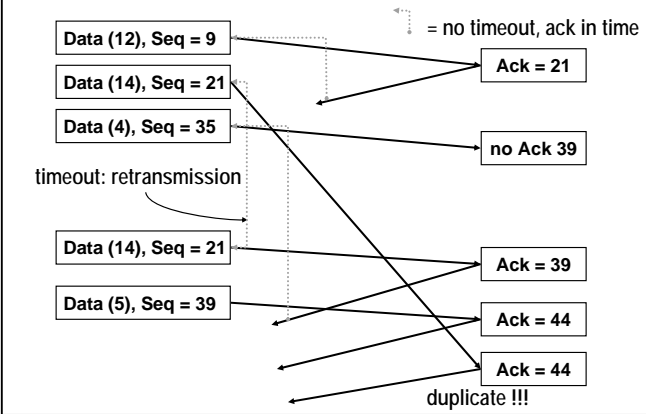 = no timeout, ack in time
Data (12), Seq = 9
Ack = 21
Data (14), Seq = 21
Data (4), Seq = 35
no Ack 39
timeout: retransmission
Data (14), Seq = 21
Ack = 39
Data (5), Seq = 39
Ack = 44
Ack = 44
duplicate !!!